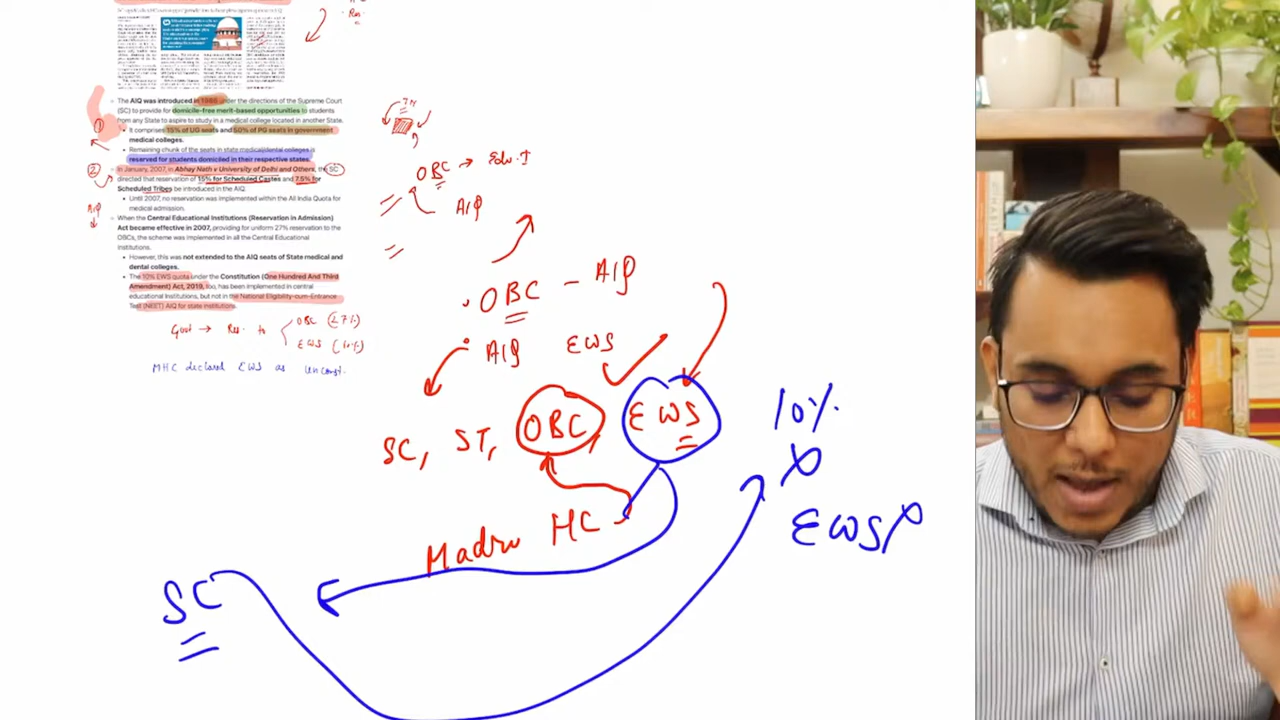 The AIQ was introduced in 1986 under the directions of the Supreme Court
(SC) to provide for domicile-free merit-based opportunities to students
from any State to aspire to study in a medical college located in another State.
It comprises 15% of UG seats and 50% of PG seats in government
medical colleges.
Remaining chunk of the seats in state medical/dental colleges is
reserved for students domiciled in their respective states.
In January, 2007, in Abhay Nath v University of Delhi and Others, the SC
directed that reservation of 15% for Scheduled Castes and 7.5% for
Scheduled Tribes be introduced in the AIQ.
Until 2007, no reservation was implemented within the All India Quota for
medical admission.
When the Central Educational Institutions (Reservation in Admission)
Act became effective in 2007, providing for uniform 27% reservation to the
OBCs, the scheme was implemented in all the Central Educational
Institutions.
However, this was not extended to the AIQ seats of State medical and
dental colleges.
The 10% EWS quota under the Constitution (One Hundred And Third
Amendment) Act, 2019, too, has been implemented in central
educational Institutions, but not in the National Eligibility-cum-Entrance
Test (NEET) AIQ for state institutions.
Govt → Res. to OBC (27%)
EWS (10%)
MHC declared EWS as Unconst.
1
2
AIQ
TN
OBC → Edu. I
AIQ
OBC - AIQ
AIQ EWS
SC, ST, OBC, EWS
10%
Madras HC
EWS
SC